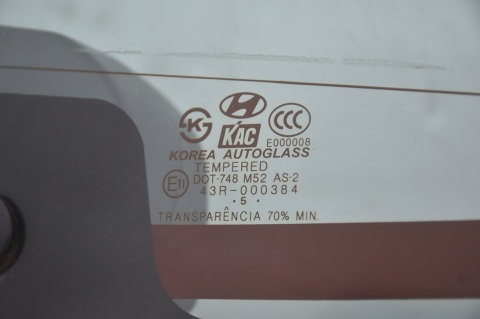 KAC
E000008
KOREA AUTOGLASS
TEMPERED
E11 DOT-748 M52 AS-2
43R-000384
· 5 ·
TRANSPARÊNCIA 70% MIN.